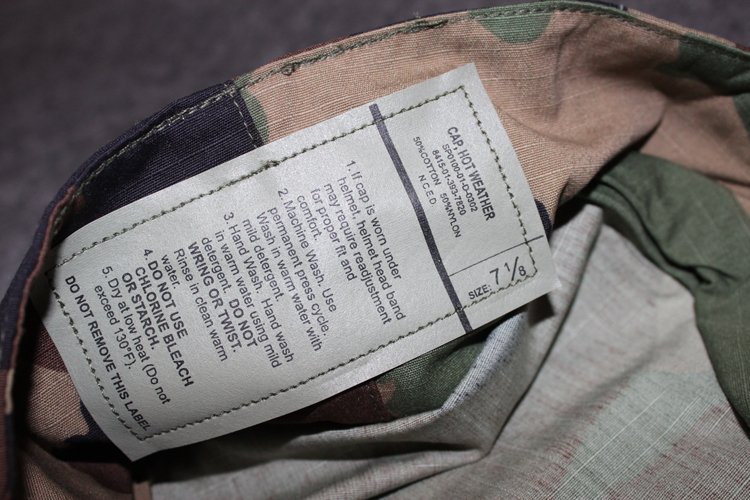 CAP, HOT WEATHER
SP0100-01-D-0302
8415-01-393-7820
50%COTTON 50%NYLON
N.C.E.D
SIZE: 7 1/8
1. If cap is worn under
helmet, helmet head band
may require readjustment
for proper fit and
comfort.
2. Machine Wash. Use
permanent press cycle.
Wash in warm water with
mild detergent.
3. Hand Wash. Hand wash
in warm water using mild
detergent. DO NOT
WRING OR TWIST.
Rinse in clean warm
water.
4. DO NOT USE
CHLORINE BLEACH
OR STARCH.
5. Dry at low heat (Do not
exceed 130°F).
DO NOT REMOVE THIS LABEL